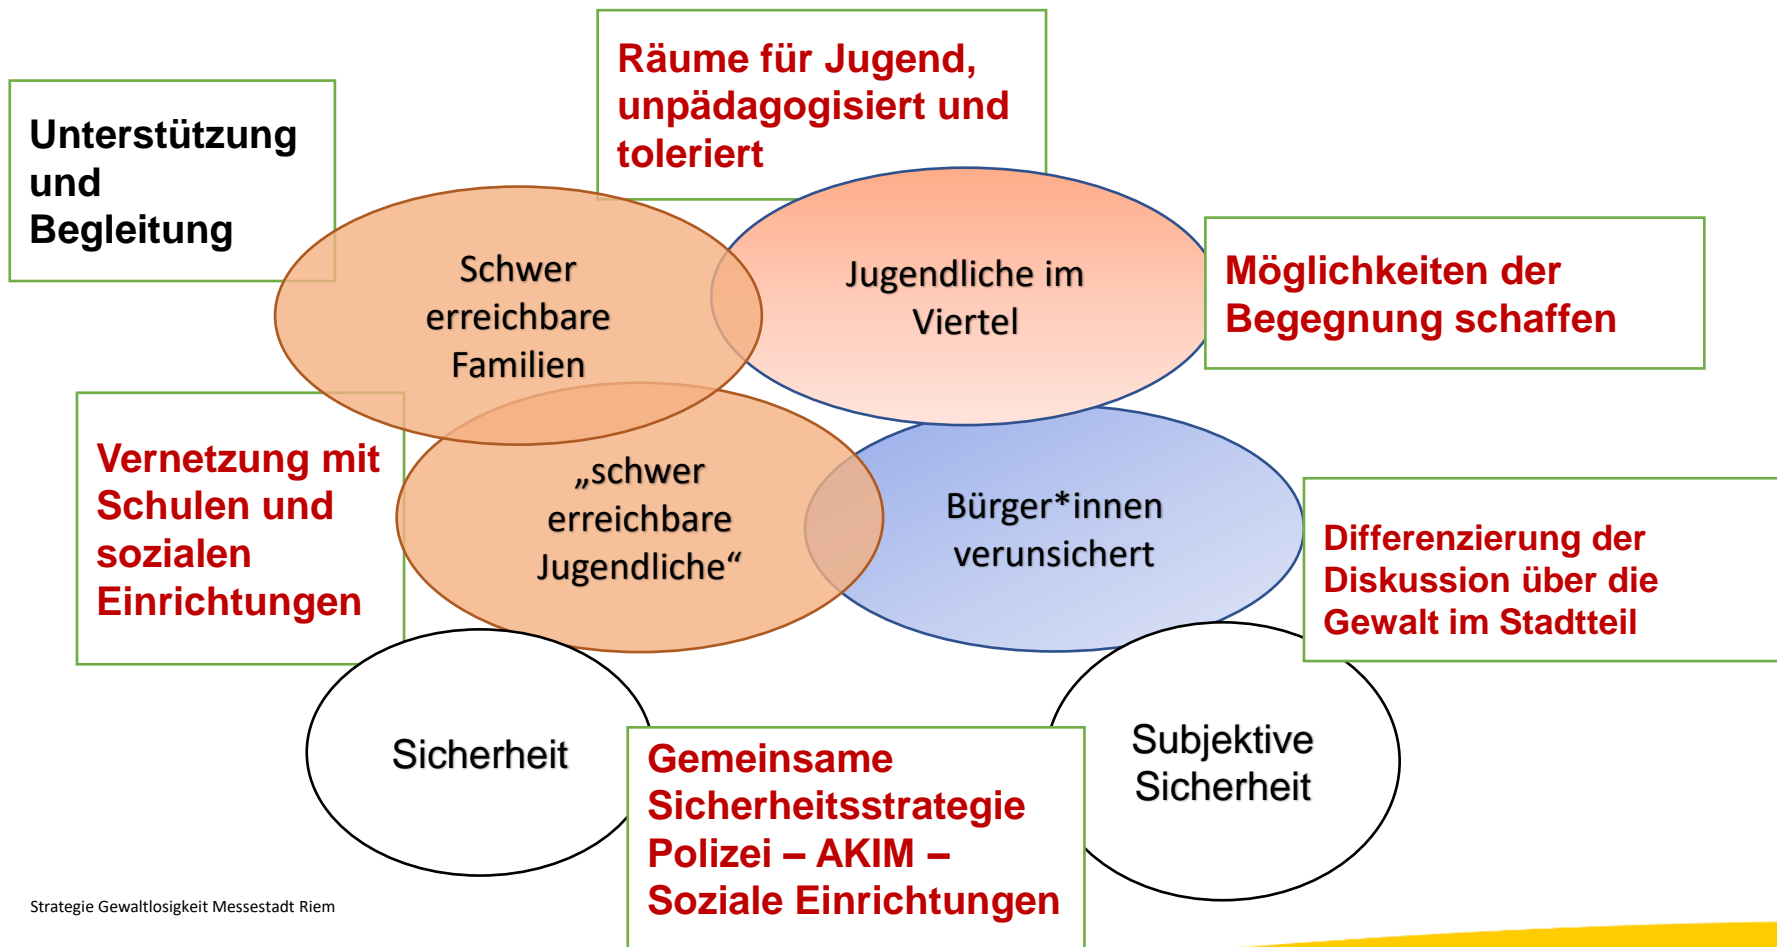 Räume für Jugend,
unpädagogisiert und
toleriert
Unterstützung
und
Begleitung
Schwer
erreichbare
Familien
Jugendliche im
Viertel
Möglichkeiten der
Begegnung schaffen
Vernetzung mit
Schulen und
sozialen
Einrichtungen
„schwer
erreichbare
Jugendliche“
Bürger*innen
verunsichert
Differenzierung der
Diskussion über die
Gewalt im Stadtteil
Sicherheit
Gemeinsame
Sicherheitsstrategie
Polizei – AKIM –
Soziale Einrichtungen
Subjektive
Sicherheit
Strategie Gewaltlosigkeit Messestadt Riem